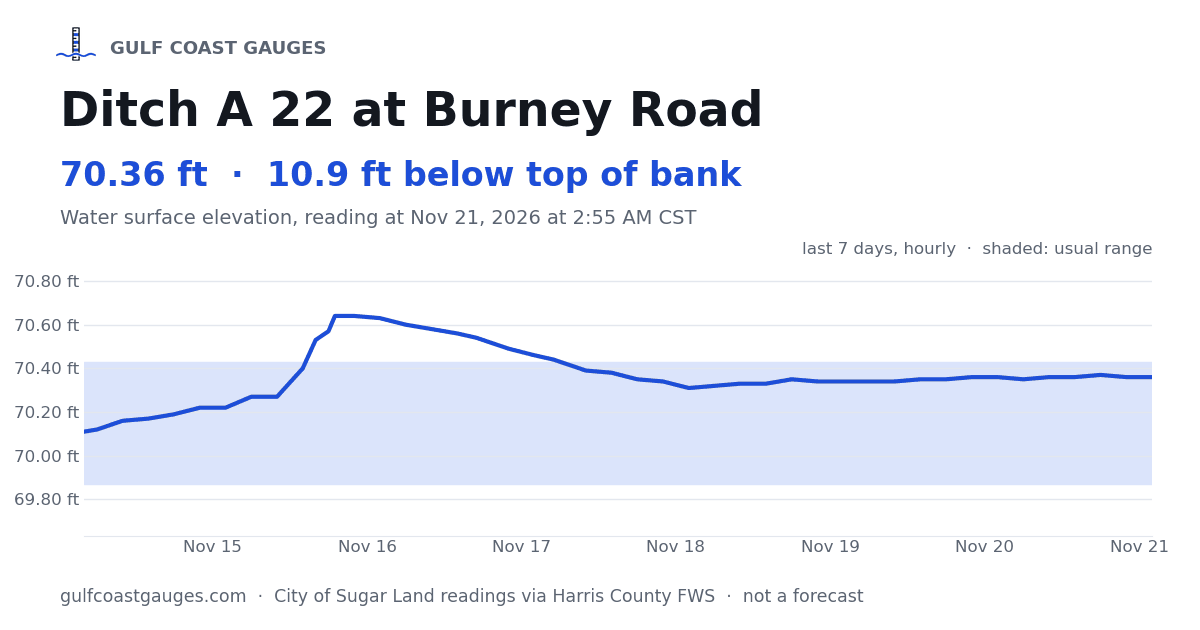 GULF COAST GAUGES
Ditch A 22 at Burney Road
70.36 ft · 10.9 ft below top of bank
Water surface elevation, reading at Nov 21, 2026 at 2:55 AM CST
last 7 days, hourly · shaded: usual range
70.80 ft
70.60 ft
70.40 ft
70.20 ft
70.00 ft
69.80 ft
Nov 15 Nov 16 Nov 17 Nov 18 Nov 19 Nov 20 Nov 21
gulfcoastgauges.com · City of Sugar Land readings via Harris County FWS · not a forecast